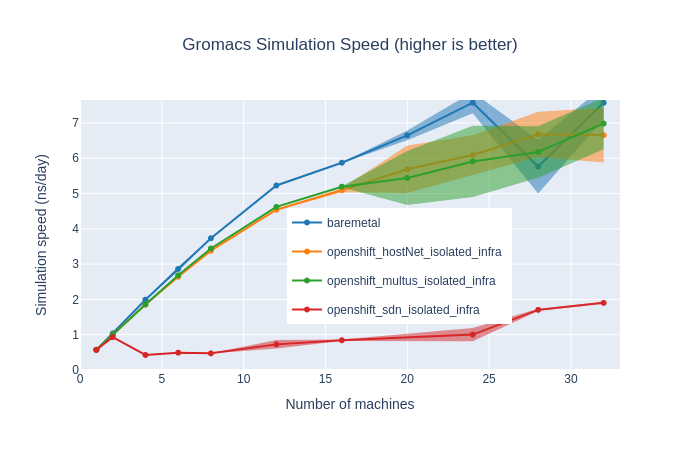 Gromacs Simulation Speed (higher is better)
Simulation speed (ns/day)
7
6
5
4
3
2
1
0
baremetal
openshift_hostNet_isolated_infra
openshift_multus_isolated_infra
openshift_sdn_isolated_infra
0 5 10 15 20 25 30
Number of machines